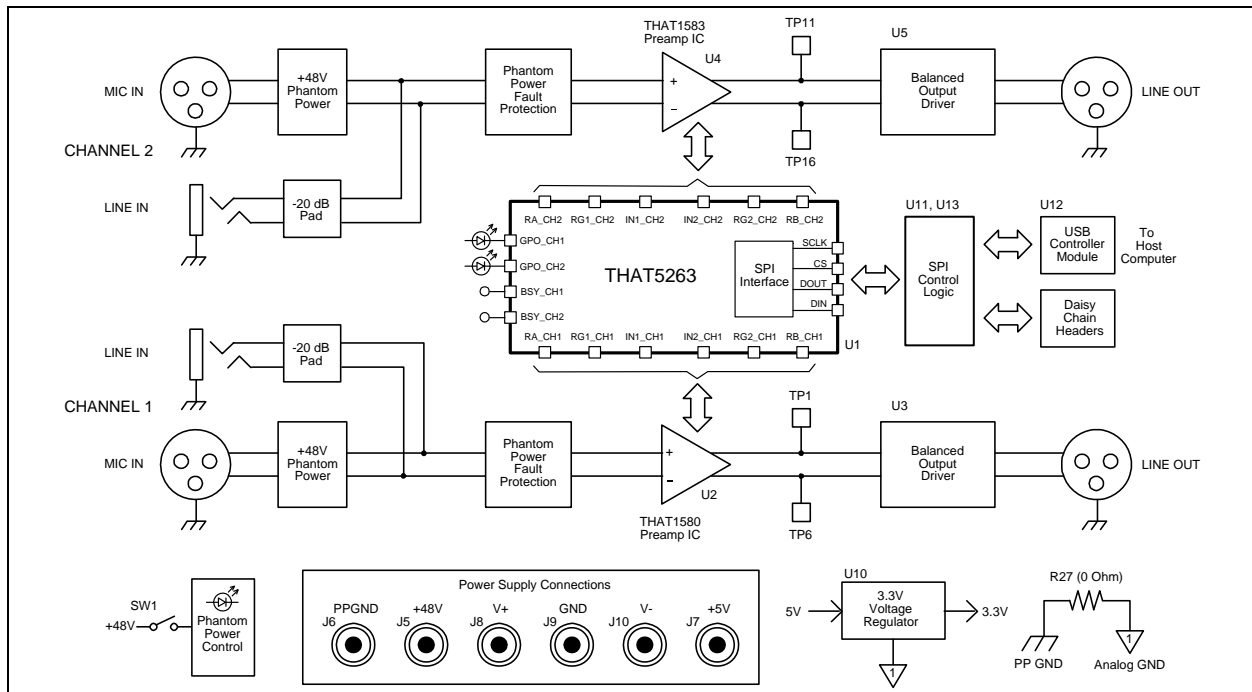 THAT1583
Preamp IC
U4
TP11
U5
MIC IN
+48V
Phantom
Power
Phantom
Power
Fault
Protection
+
−
Balanced
Output
Driver
LINE OUT
CHANNEL 2
TP16
LINE IN
-20 dB
Pad
RA_CH2
RG1_CH2
IN1_CH2
IN2_CH2
RG2_CH2
RB_CH2
GPO_CH1
GPO_CH2
BSY_CH1
BSY_CH2
THAT5263
SPI
Interface
SCLK
CS
DOUT
DIN
U11, U13
SPI
Control
Logic
U12
USB
Controller
Module
To
Host
Computer
Daisy
Chain
Headers
RA_CH1
RG1_CH1
IN1_CH1
IN2_CH1
RG2_CH1
RB_CH1
U1
LINE IN
-20 dB
Pad
CHANNEL 1
TP1
U3
MIC IN
+48V
Phantom
Power
Phantom
Power
Fault
Protection
+
−
U2
THAT1580
Preamp IC
Balanced
Output
Driver
LINE OUT
TP6
SW1
+48V
Phantom
Power
Control
Power Supply Connections
PPGND
+48V
V+
GND
V-
+5V
J6
J5
J8
J9
J10
J7
U10
5V
3.3V
Voltage
Regulator
3.3V
1
R27 (0 Ohm)
PP GND
1
Analog GND